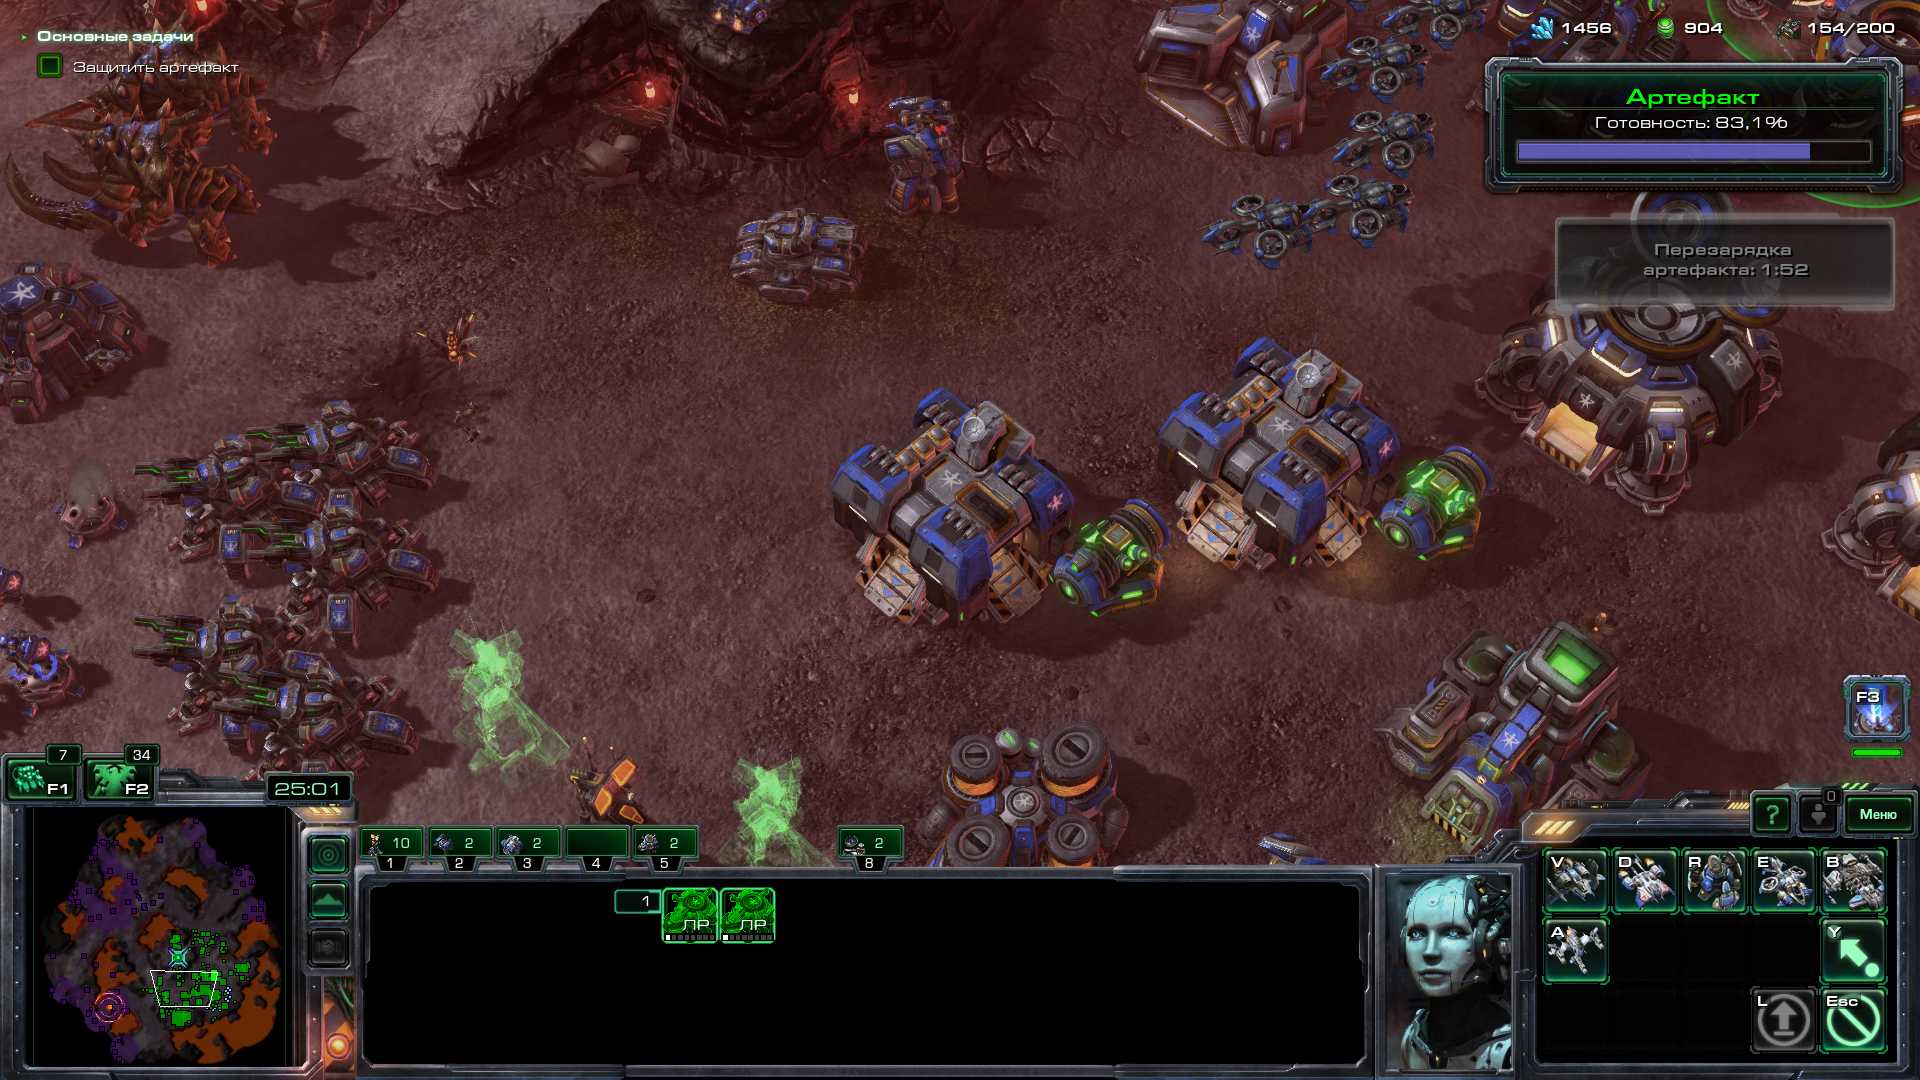 Основные задачи
Защитить артефакт
1456
904
154/200
Артефакт
Готовность: 83,1%
Перезарядка
артефакта: 1:52
F3
7
34
F1
F2
25:01
10
2
2
2
2
1
2
3
4
5
8
1
ПР
ПР
?
0
Меню
V
D
R
E
B
A
Y
L
Esc